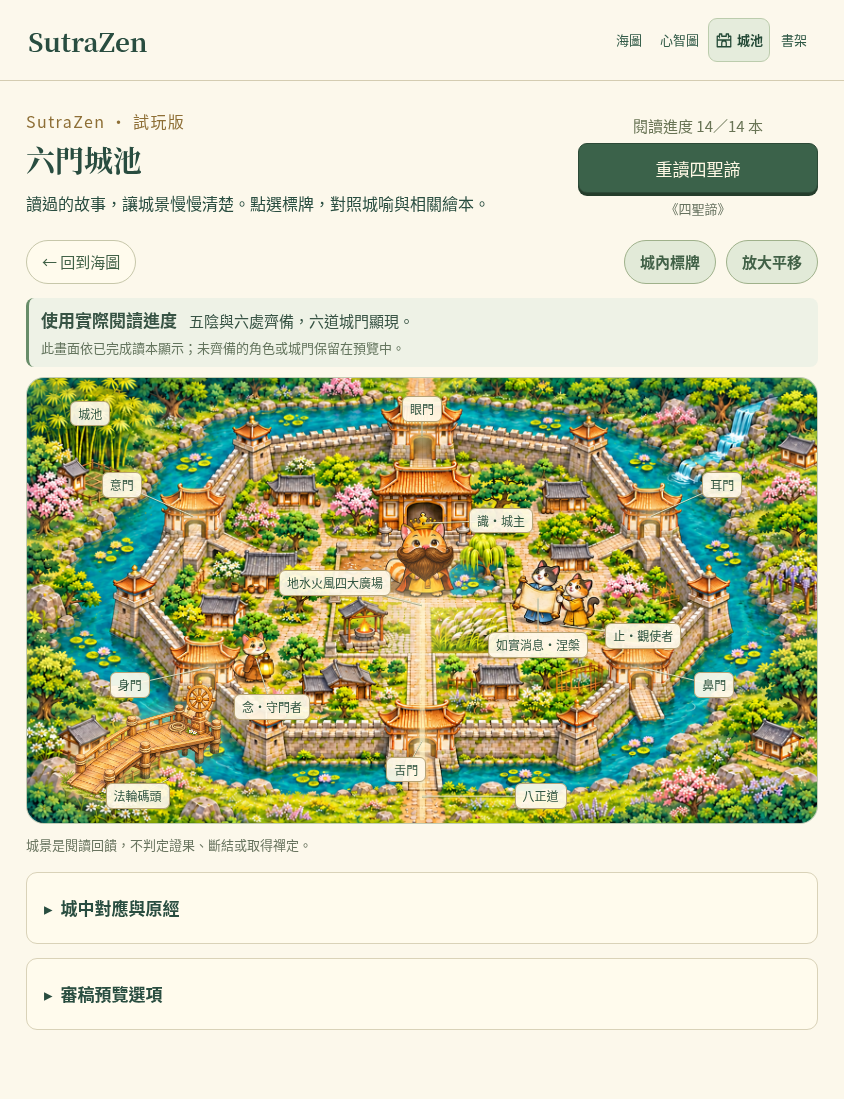 SutraZen
海圖
心智圖
城池
書架
SutraZen ・ 試玩版
六門城池
讀過的故事，讓城景慢慢清楚。點選標牌，對照城喻與相關繪本。
閱讀進度 14／14 本
重讀四聖諦
《四聖諦》
← 回到海圖
城內標牌
放大平移
使用實際閱讀進度 五陰與六處齊備，六道城門顯現。
此畫面依已完成讀本顯示；未齊備的角色或城門保留在預覽中。
城池
眼門
意門
耳門
識・城主
地水火風四大廣場
止・觀使者
如實消息・涅槃
身門
鼻門
念・守門者
舌門
法輪碼頭
八正道
城景是閱讀回饋，不判定證果、斷結或取得禪定。
▸ 城中對應與原經
▸ 審稿預覽選項